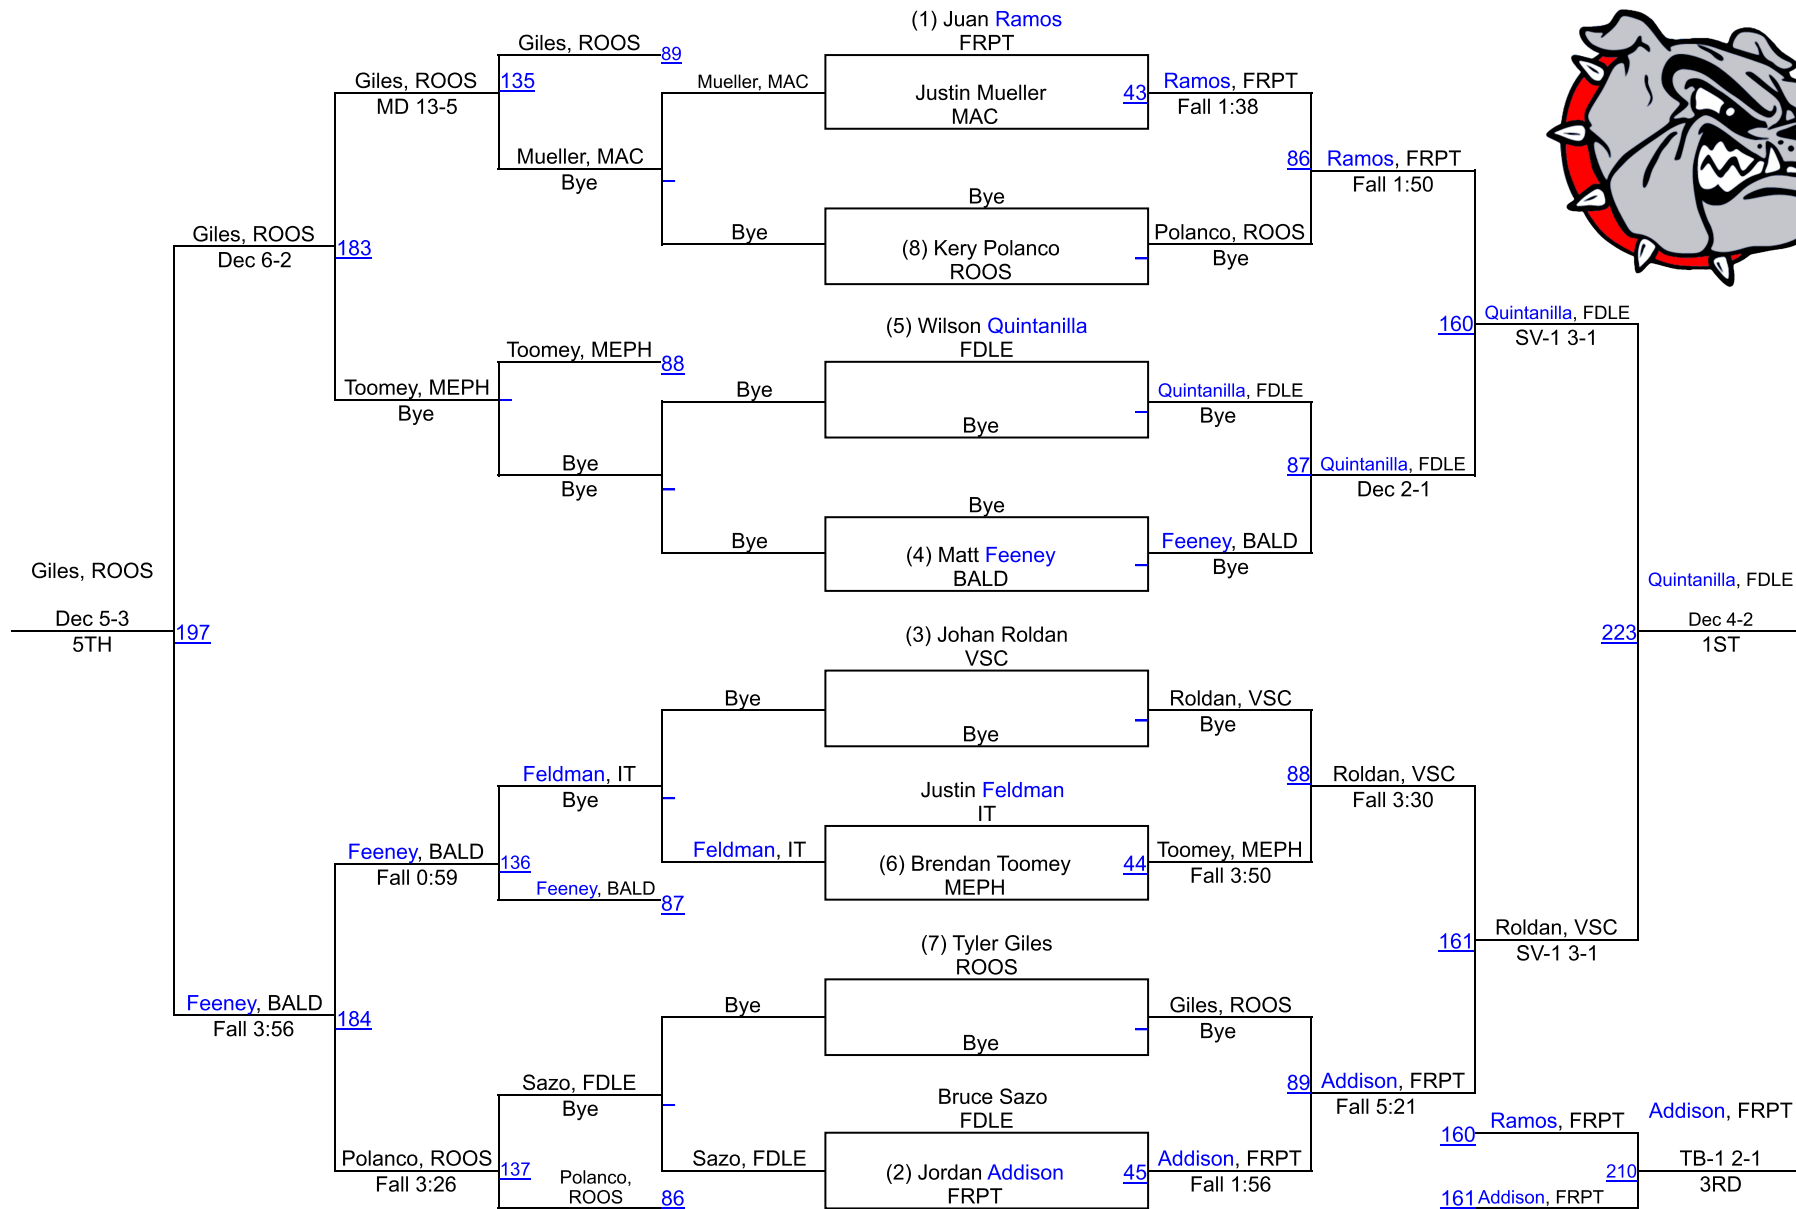 (1) Juan Ramos
FRPT
Giles, ROOS
89
Giles, ROOS
135
Mueller, MAC
Justin Mueller
43
Ramos, FRPT
MD 13-5
MAC
Fall 1:38
Mueller, MAC
86
Ramos, FRPT
Bye
Fall 1:50
Bye
Giles, ROOS
Bye
Polanco, ROOS
183
(8) Kery Polanco
Dec 6-2
ROOS
Bye
Quintanilla, FDLE
(5) Wilson Quintanilla
160
SV-1 3-1
Toomey, MEPH
FDLE
88
Toomey, MEPH
Bye
Quintanilla, FDLE
Bye
Bye
Bye
Bye
87
Quintanilla, FDLE
Bye
Dec 2-1
Bye
Bye
Feeney, BALD
(4) Matt Feeney
Bye
BALD
Giles, ROOS
Quintanilla, FDLE
Dec 5-3
197
(3) Johan Roldan
223
Dec 4-2
5TH
VSC
1ST
Bye
Roldan, VSC
Bye
Bye
Feldman, IT
88
Roldan, VSC
Bye
Justin Feldman
Fall 3:30
IT
Feeney, BALD
136
Feldman, IT
(6) Brendan Toomey
44
Toomey, MEPH
Fall 0:59
MEPH
Fall 3:50
Feeney, BALD
87
Roldan, VSC
(7) Tyler Giles
161
SV-1 3-1
ROOS
Feeney, BALD
184
Bye
Giles, ROOS
Fall 3:56
Bye
Bye
Sazo, FDLE
89
Addison, FRPT
Bye
Bruce Sazo
Fall 5:21
FDLE
Ramos, FRPT
Addison, FRPT
160
Polanco, ROOS
137
Sazo, FDLE
(2) Jordan Addison
45
Addison, FRPT
210
TB-1 2-1
Fall 3:26
Polanco,
ROOS
86
FRPT
Fall 1:56
161
Addison, FRPT
3RD